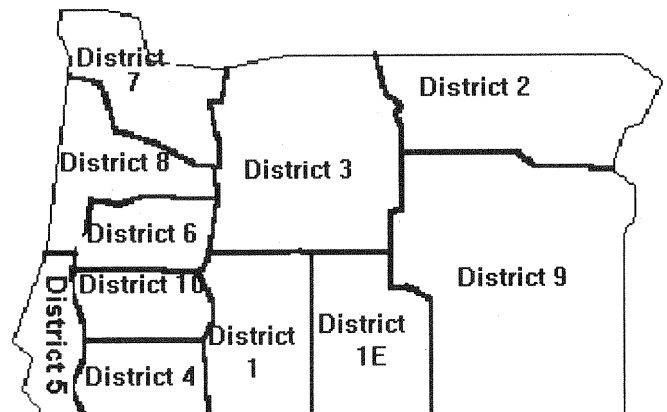 District
7
District 2
District 8
District 3
District 6
District 9
District 10
District 5
District
1
District
1E
District 4